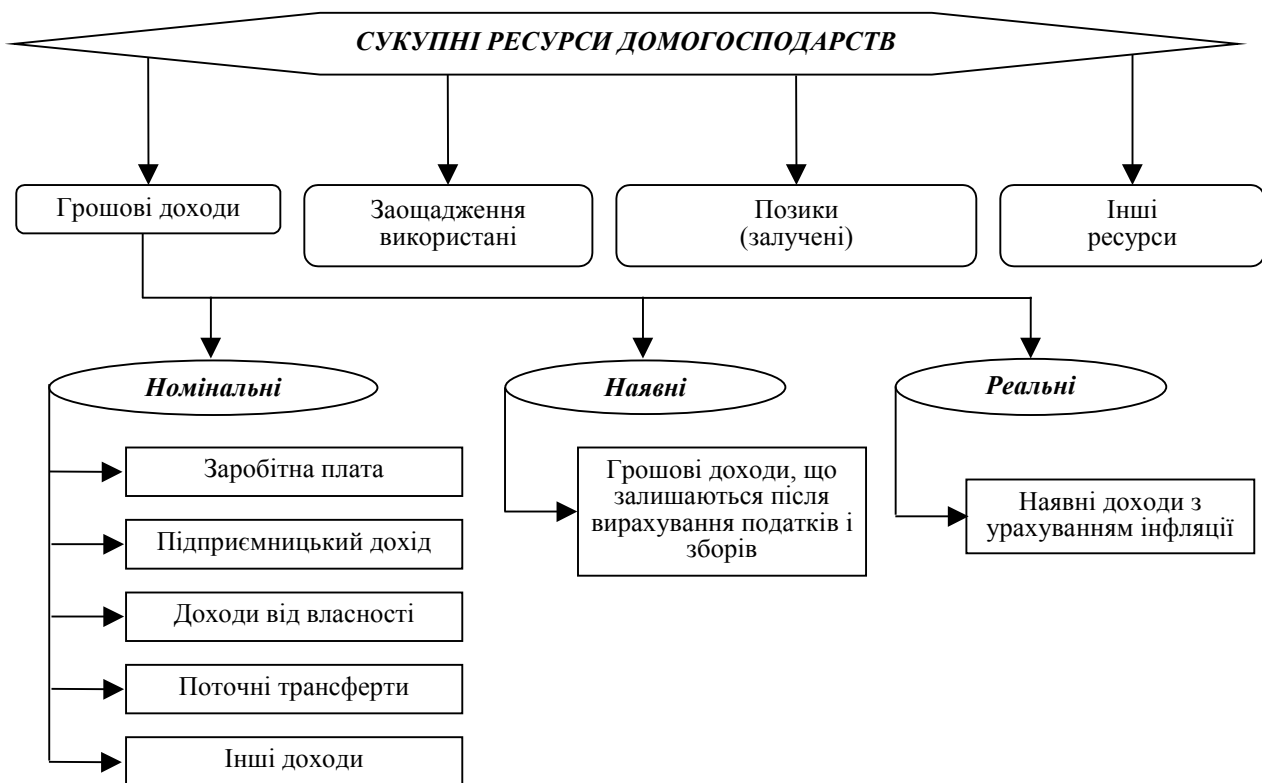 СУКУПНІ РЕСУРСИ ДОМОГОСПОДАРСТВ
Грошові доходи
Заощадження
використані
Позики
(залучені)
Інші
ресурси
Номінальні
Наявні
Реальні
Заробітна плата
Підприємницький дохід
Доходи від власності
Поточні трансферти
Інші доходи
Грошові доходи, що
залишаються після
вирахування податків і
зборів
Наявні доходи з
урахуванням інфляції